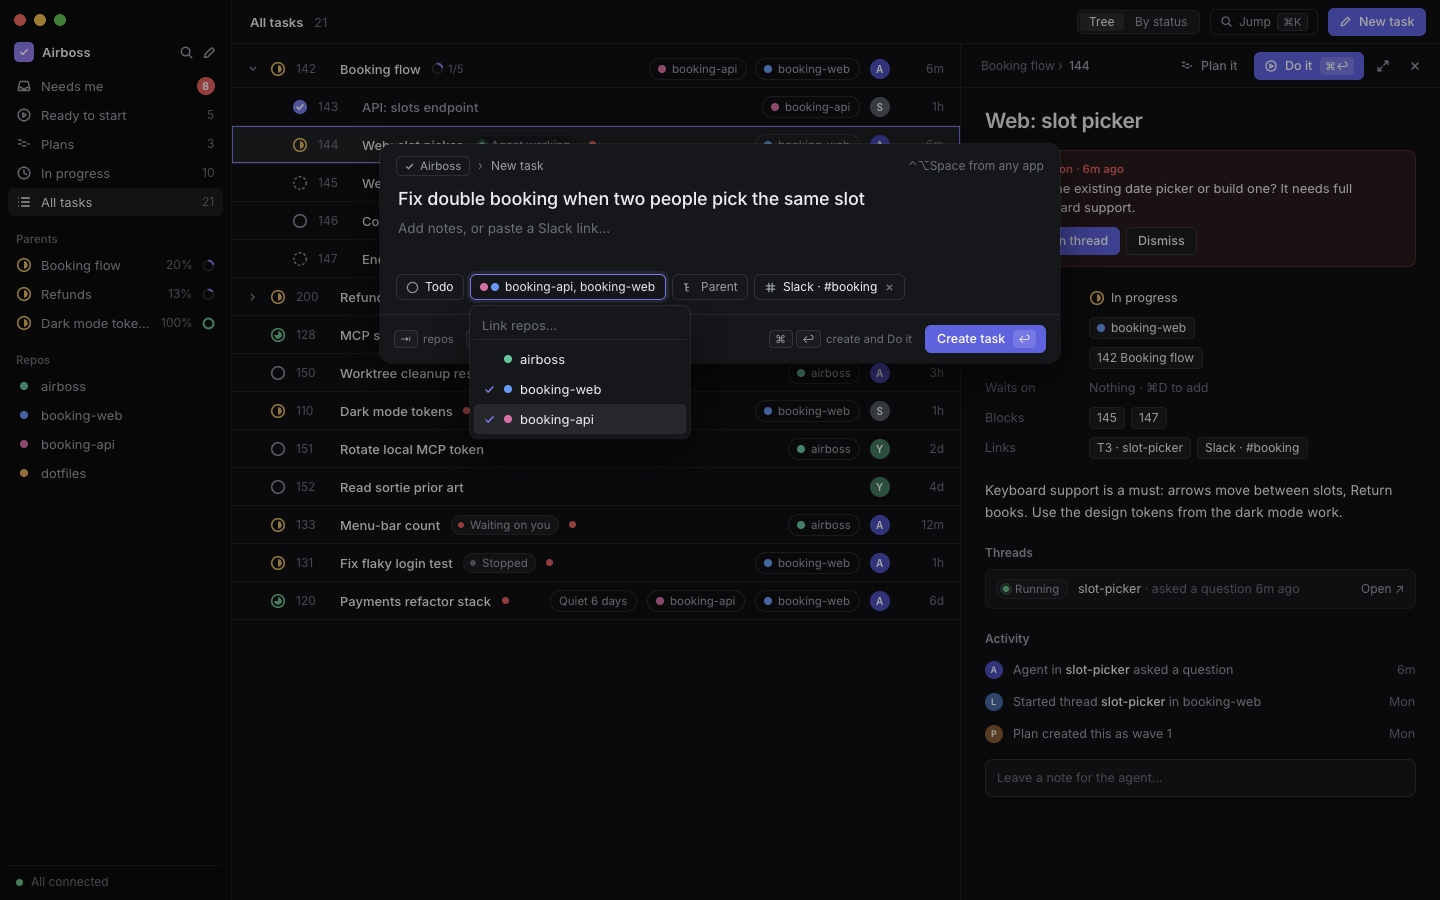 Airboss
Needs me 8
Ready to start 5
Plans 3
In progress 10
All tasks 21
Parents
Booking flow 20%
Refunds 13%
Dark mode toke... 100%
Repos
airboss
booking-web
booking-api
dotfiles
All connected
All tasks 21
Tree By status Jump ⌘K New task
142 Booking flow 1/5 booking-api booking-web A 6m
143 API: slots endpoint booking-api S 1h
144 Web: slot picker Agent working booking-web A 6m
145 We
146 Co
147 En
200 Refun
128 MCP s
150 Worktree cleanup res airboss A 3h
110 Dark mode tokens booking-web S 1h
151 Rotate local MCP token airboss Y 2d
152 Read sortie prior art Y 4d
133 Menu-bar count Waiting on you airboss A 12m
131 Fix flaky login test Stopped booking-web A 1h
120 Payments refactor stack Quiet 6 days booking-api booking-web A 6d
Airboss › New task ⌃⌥Space from any app
Fix double booking when two people pick the same slot
Add notes, or paste a Slack link...
Todo booking-api, booking-web Parent Slack · #booking ×
repos ⌘ ↩ create and Do it Create task ↩
Link repos...
airboss
booking-web
booking-api
Booking flow › 144 Plan it Do it ⌘↩
Web: slot picker
on · 6m ago
e existing date picker or build one? It needs full
ard support.
n thread Dismiss
In progress
booking-web
142 Booking flow
Waits on Nothing · ⌘D to add
Blocks 145 147
Links T3 · slot-picker Slack · #booking
Keyboard support is a must: arrows move between slots, Return
books. Use the design tokens from the dark mode work.
Threads
Running slot-picker · asked a question 6m ago Open ↗
Activity
A Agent in slot-picker asked a question 6m
L Started thread slot-picker in booking-web Mon
P Plan created this as wave 1 Mon
Leave a note for the agent...